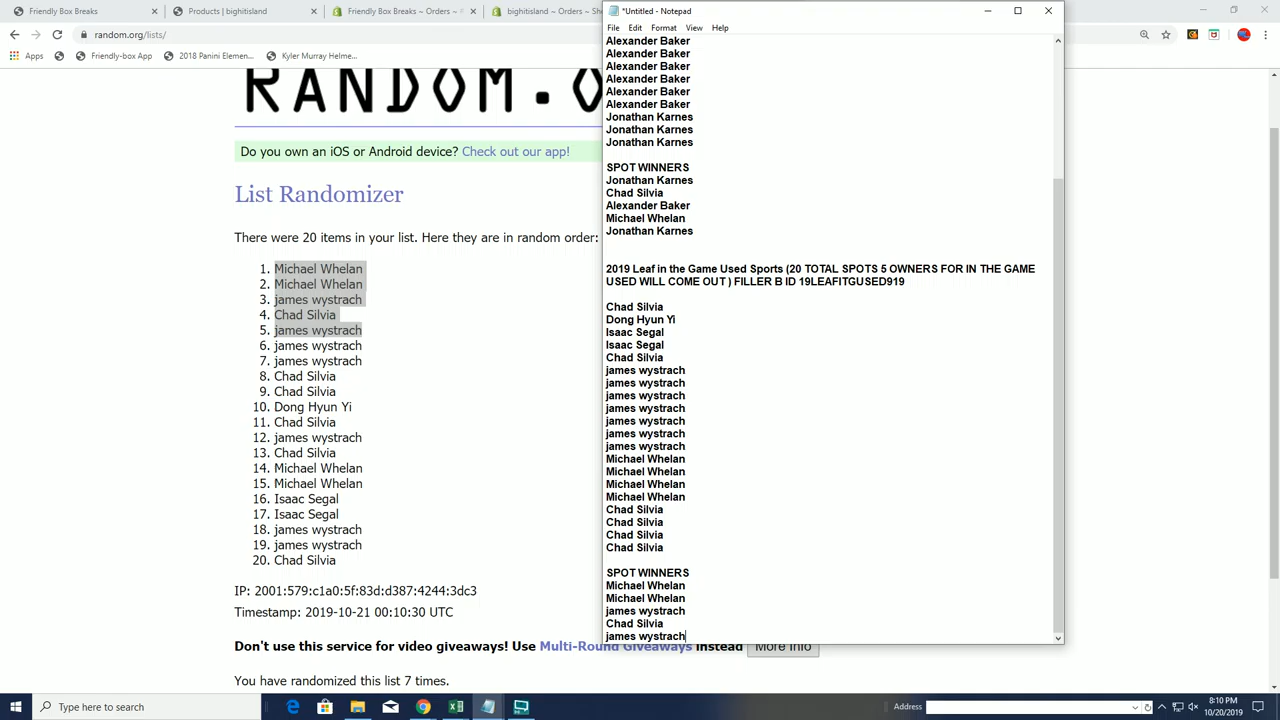 Friendly Box Breaks
Products | bighitisland
Friendly Box Breaks ~ Orders ~
bighitisland ~ Orders ~ Sh
random.org/lists/
Apps
Friendly-box App
2018 Panini Elemen...
Kyler Murray Helme...
RANDOM.O
Do you own an iOS or Android device? Check out our app!
List Randomizer
There were 20 items in your list. Here they are in random order:
1. Michael Whelan
2. Michael Whelan
3. james wystrach
4. Chad Silvia
5. james wystrach
6. james wystrach
7. james wystrach
8. Chad Silvia
9. Chad Silvia
10. Dong Hyun Yi
11. Chad Silvia
12. james wystrach
13. Chad Silvia
14. Michael Whelan
15. Michael Whelan
16. Isaac Segal
17. Isaac Segal
18. james wystrach
19. james wystrach
20. Chad Silvia
IP: 2001:579:c1a0:5f:83d:d387:4244:3dc3
Timestamp: 2019-10-21 00:10:30 UTC
Don't use this service for video giveaways! Use Multi-Round Giveaways instead
More Info
You have randomized this list 7 times.
*Untitled - Notepad
File Edit Format View Help
Alexander Baker
Alexander Baker
Alexander Baker
Alexander Baker
Alexander Baker
Alexander Baker
Jonathan Karnes
Jonathan Karnes
Jonathan Karnes
SPOT WINNERS
Jonathan Karnes
Chad Silvia
Alexander Baker
Michael Whelan
Jonathan Karnes
2019 Leaf in the Game Used Sports (20 TOTAL SPOTS 5 OWNERS FOR IN THE GAME
USED WILL COME OUT ) FILLER B ID 19LEAFITGUSED919
Chad Silvia
Dong Hyun Yi
Isaac Segal
Isaac Segal
Chad Silvia
james wystrach
james wystrach
james wystrach
james wystrach
james wystrach
james wystrach
james wystrach
Michael Whelan
Michael Whelan
Michael Whelan
Michael Whelan
Chad Silvia
Chad Silvia
Chad Silvia
Chad Silvia
SPOT WINNERS
Michael Whelan
Michael Whelan
james wystrach
Chad Silvia
james wystrach
Type here to search
Address
8:10 PM
10/20/2019